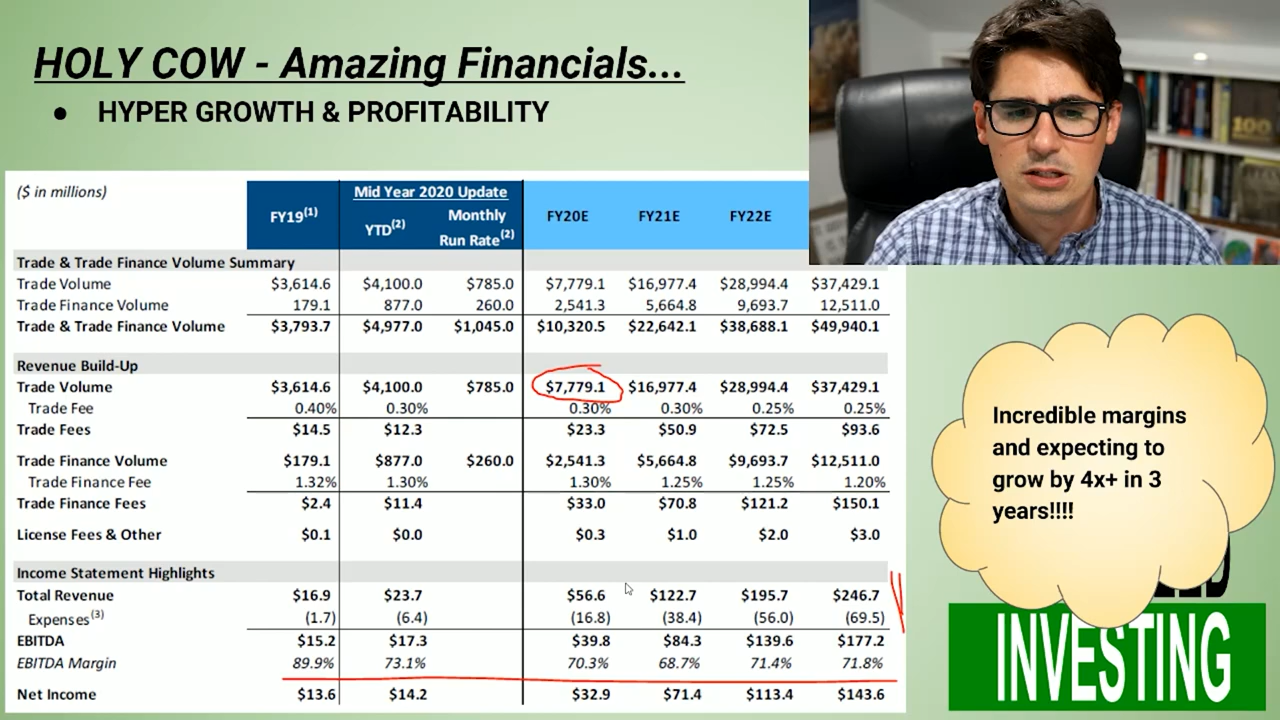 HOLY COW - Amazing Financials...
● HYPER GROWTH & PROFITABILITY
($ in millions)
Mid Year 2020 Update
FY19(1) YTD(2) Monthly Run Rate(2) FY20E FY21E FY22E
Trade & Trade Finance Volume Summary
Trade Volume $3,614.6 $4,100.0 $785.0 $7,779.1 $16,977.4 $28,994.4 $37,429.1
Trade Finance Volume 179.1 877.0 260.0 2,541.3 5,664.8 9,693.7 12,511.0
Trade & Trade Finance Volume $3,793.7 $4,977.0 $1,045.0 $10,320.5 $22,642.1 $38,688.1 $49,940.1
Revenue Build-Up
Trade Volume $3,614.6 $4,100.0 $785.0 $7,779.1 $16,977.4 $28,994.4 $37,429.1
Trade Fee 0.40% 0.30% 0.30% 0.30% 0.25% 0.25%
Trade Fees $14.5 $12.3 $23.3 $50.9 $72.5 $93.6
Trade Finance Volume $179.1 $877.0 $260.0 $2,541.3 $5,664.8 $9,693.7 $12,511.0
Trade Finance Fee 1.32% 1.30% 1.30% 1.25% 1.25% 1.20%
Trade Finance Fees $2.4 $11.4 $33.0 $70.8 $121.2 $150.1
License Fees & Other $0.1 $0.0 $0.3 $1.0 $2.0 $3.0
Income Statement Highlights
Total Revenue $16.9 $23.7 $56.6 $122.7 $195.7 $246.7
Expenses(3) (1.7) (6.4) (16.8) (38.4) (56.0) (69.5)
EBITDA $15.2 $17.3 $39.8 $84.3 $139.6 $177.2
EBITDA Margin 89.9% 73.1% 70.3% 68.7% 71.4% 71.8%
Net Income $13.6 $14.2 $32.9 $71.4 $113.4 $143.6
Incredible margins
and expecting to
grow by 4x+ in 3
years!!!!
INVESTING
100